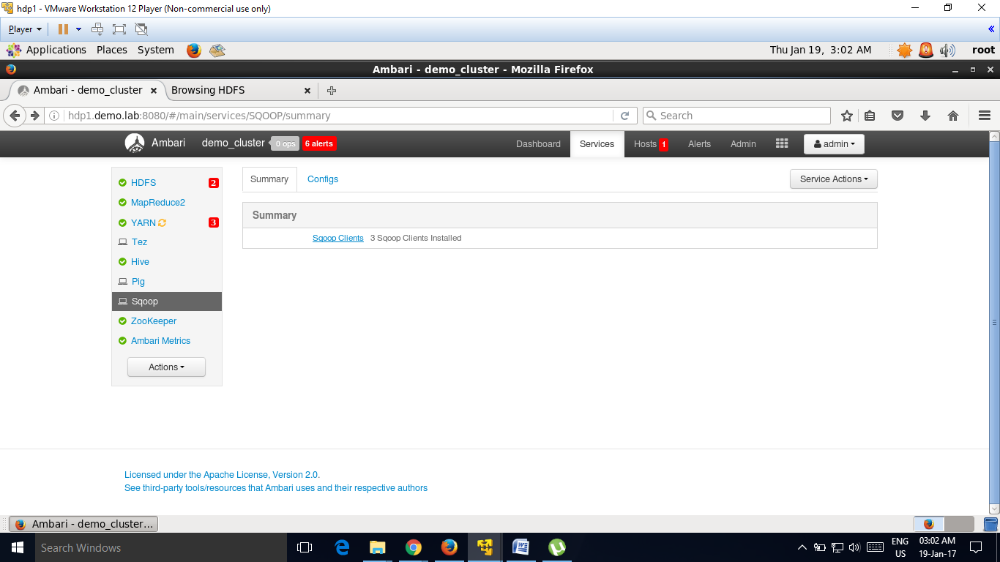 hdp1 - VMware Workstation 12 Player (Non-commercial use only)
Player
Applications Places System Thu Jan 19, 3:02 AM root
Ambari - demo_cluster - Mozilla Firefox
Ambari - demo_cluster Browsing HDFS
hdp1.demo.lab:8080/#/main/services/SQOOP/summary Search
Ambari demo_cluster 0 ops 6 alerts Dashboard Services Hosts 1 Alerts Admin admin
HDFS 2
MapReduce2
YARN 3
Tez
Hive
Pig
Sqoop
ZooKeeper
Ambari Metrics
Actions
Summary Configs Service Actions
Summary
Sqoop Clients 3 Sqoop Clients Installed
Licensed under the Apache License, Version 2.0.
See third-party tools/resources that Ambari uses and their respective authors
Ambari - demo_cluster...
Search Windows ENG 03:02 AM
US 19-Jan-17